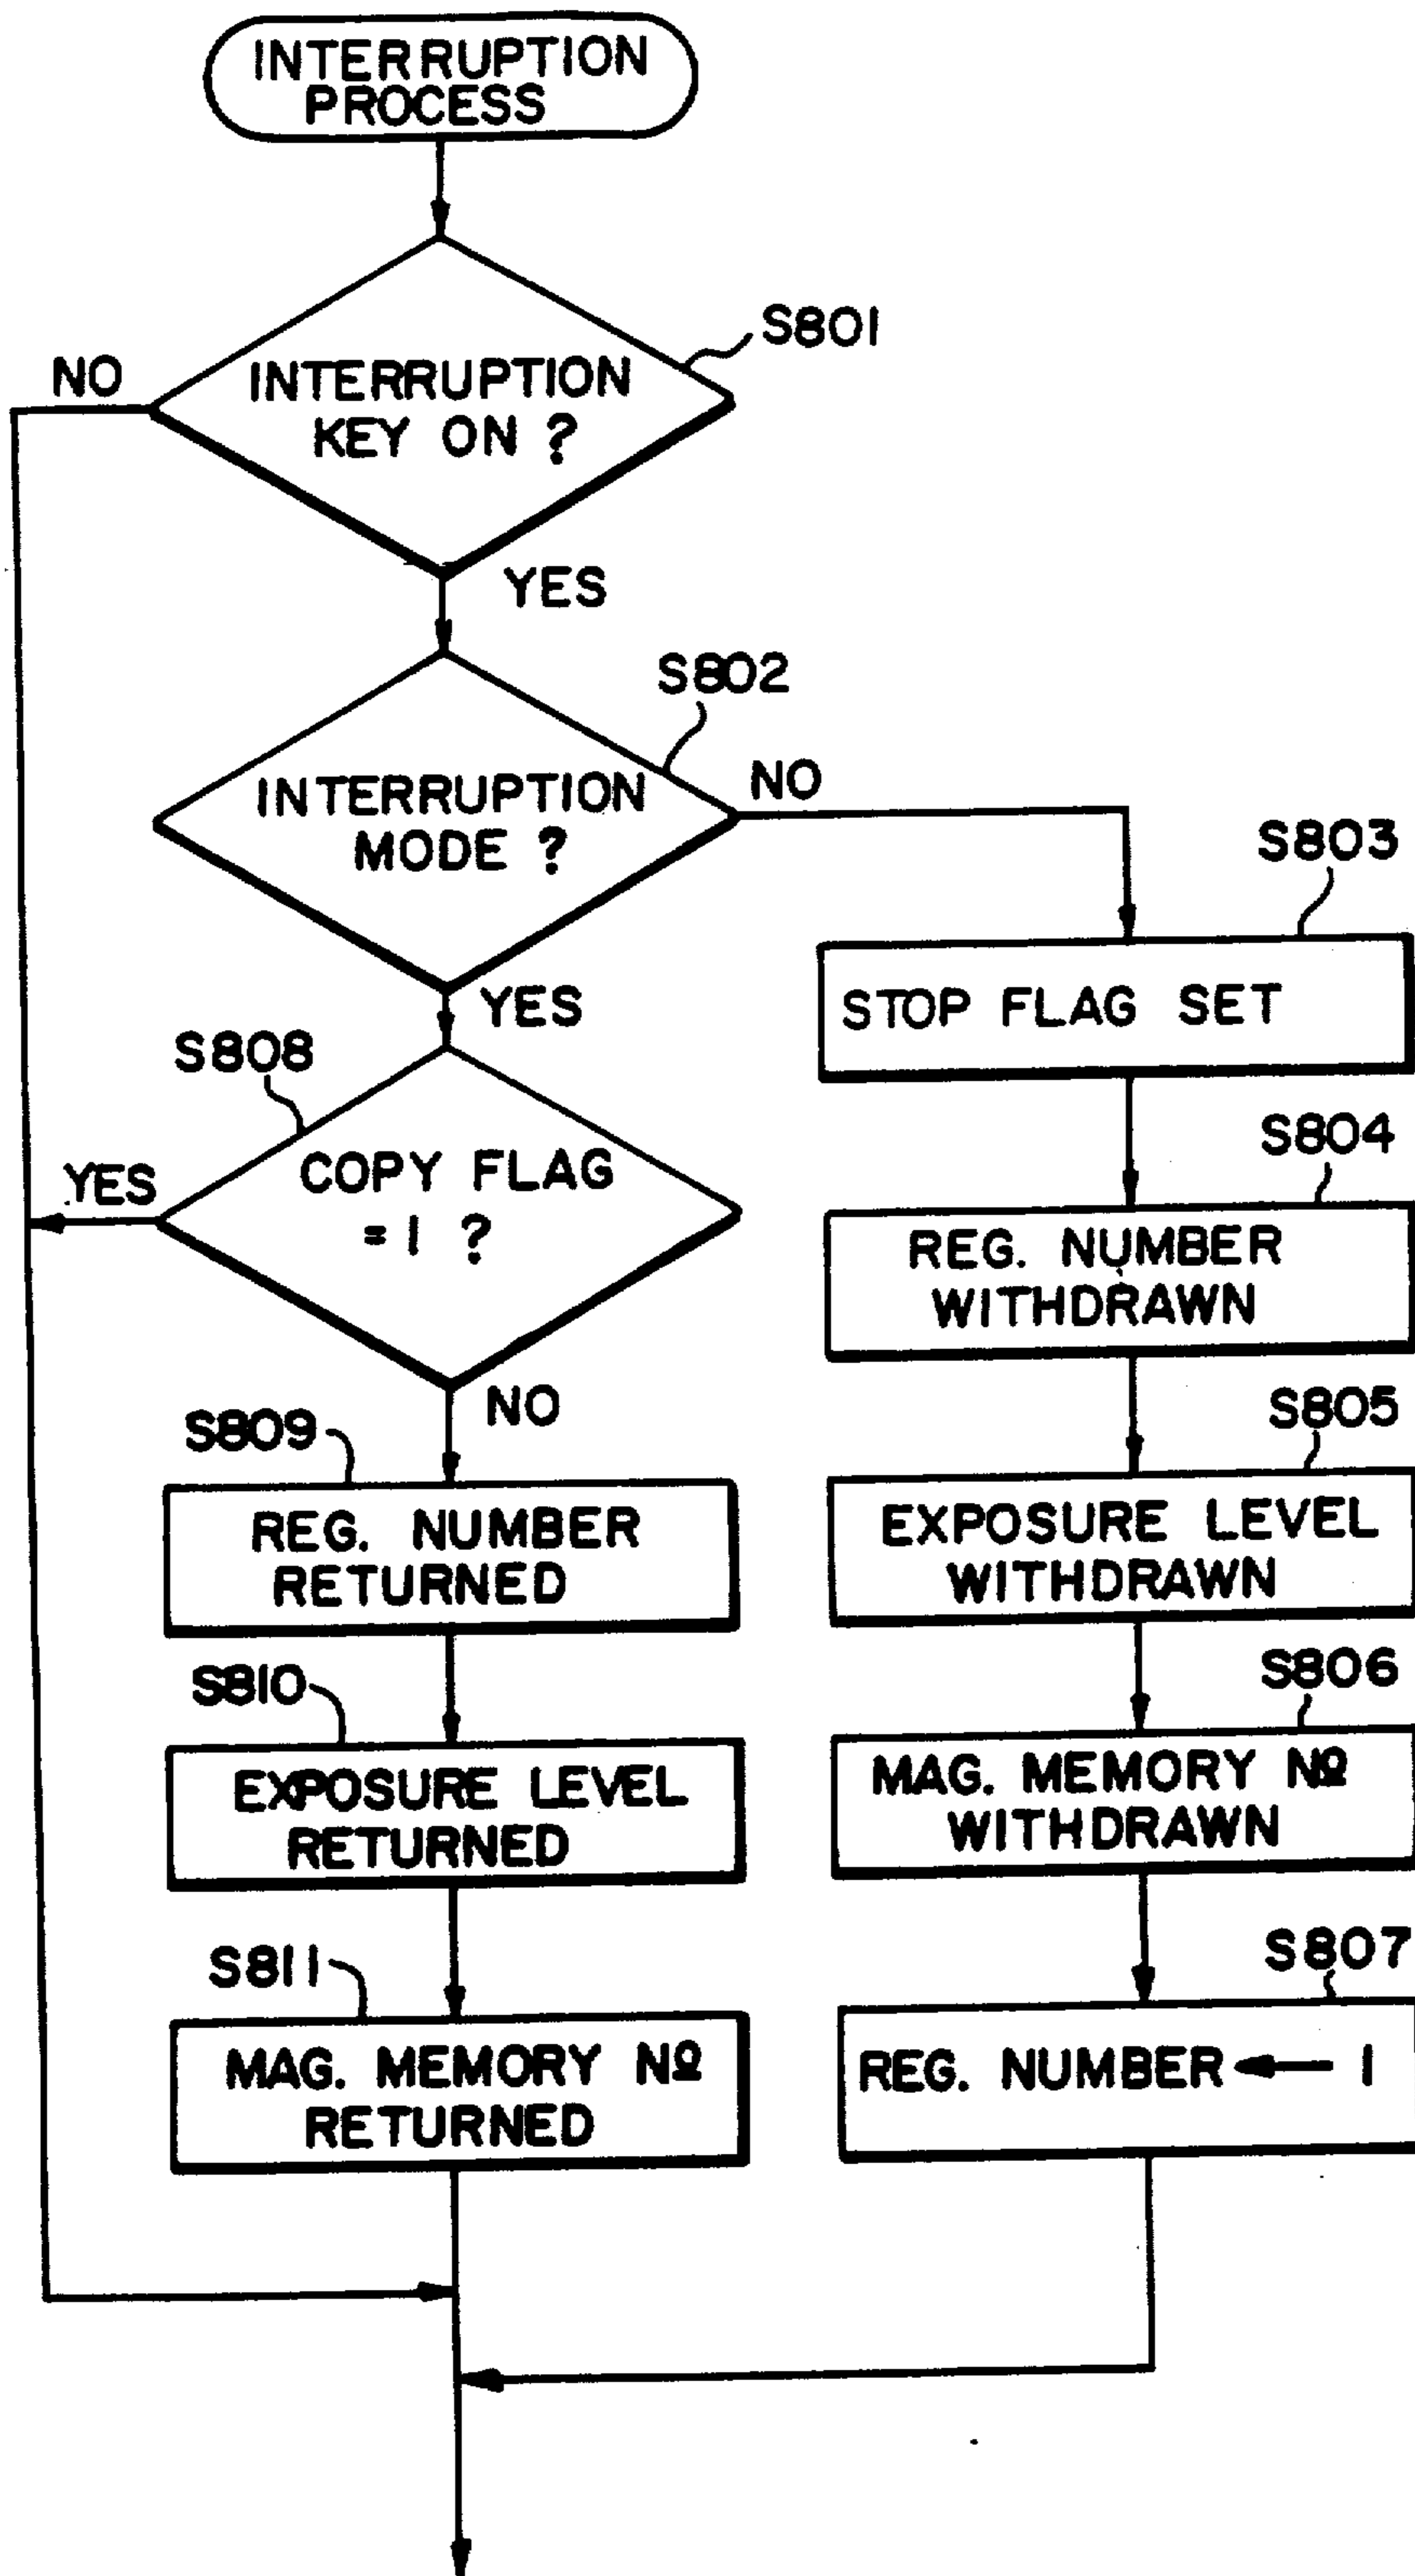 INTERRUPTION
PROCESS
S801
NO
INTERRUPTION
KEY ON ?
YES
S802
NO
INTERRUPTION
MODE ?
YES
S803
STOP FLAG SET
S808
YES
COPY FLAG
= 1 ?
NO
S804
REG. NUMBER
WITHDRAWN
S805
EXPOSURE LEVEL
WITHDRAWN
S809
REG. NUMBER
RETURNED
S806
MAG. MEMORY Nº
WITHDRAWN
S810
EXPOSURE LEVEL
RETURNED
S807
REG. NUMBER ← 1
S811
MAG. MEMORY Nº
RETURNED